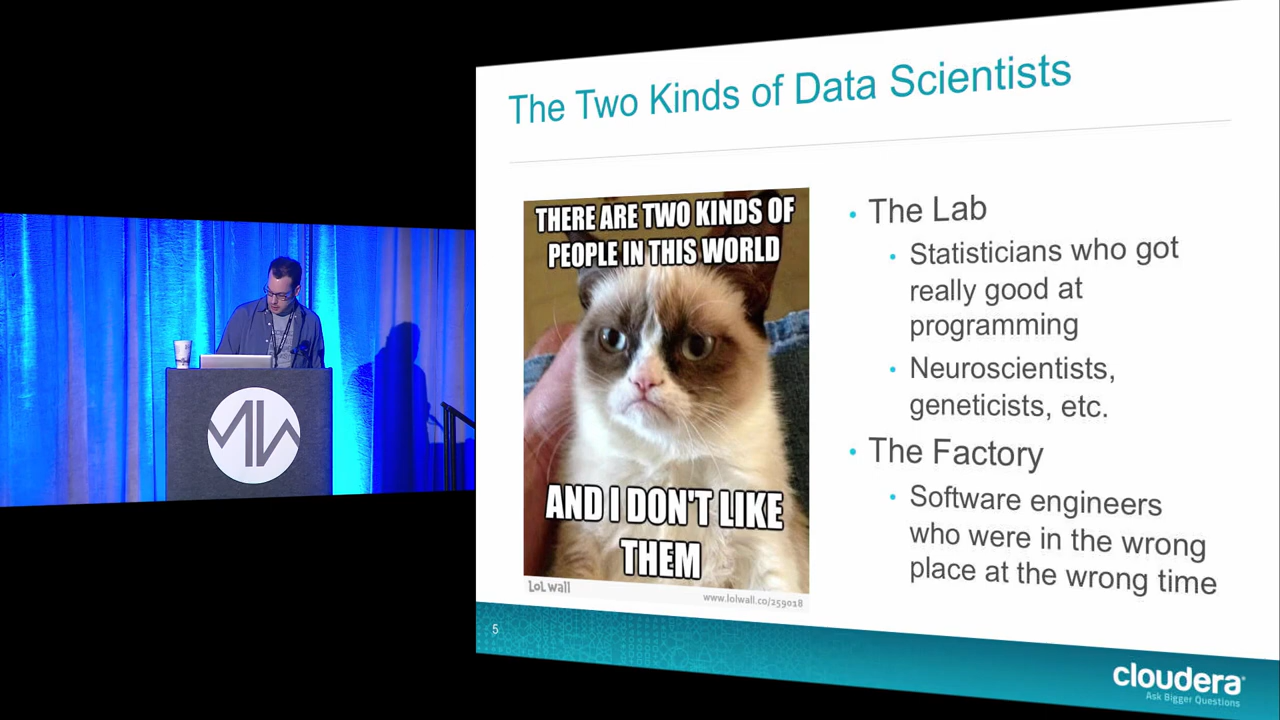 The Two Kinds of Data Scientists
THERE ARE TWO KINDS OF
PEOPLE IN THIS WORLD
AND I DON'T LIKE
THEM
LOL wall
www.lolwall.co/259018
• The Lab
• Statisticians who got
really good at
programming
• Neuroscientists,
geneticists, etc.
• The Factory
• Software engineers
who were in the wrong
place at the wrong time
5
cloudera
Ask Bigger Questions
MW